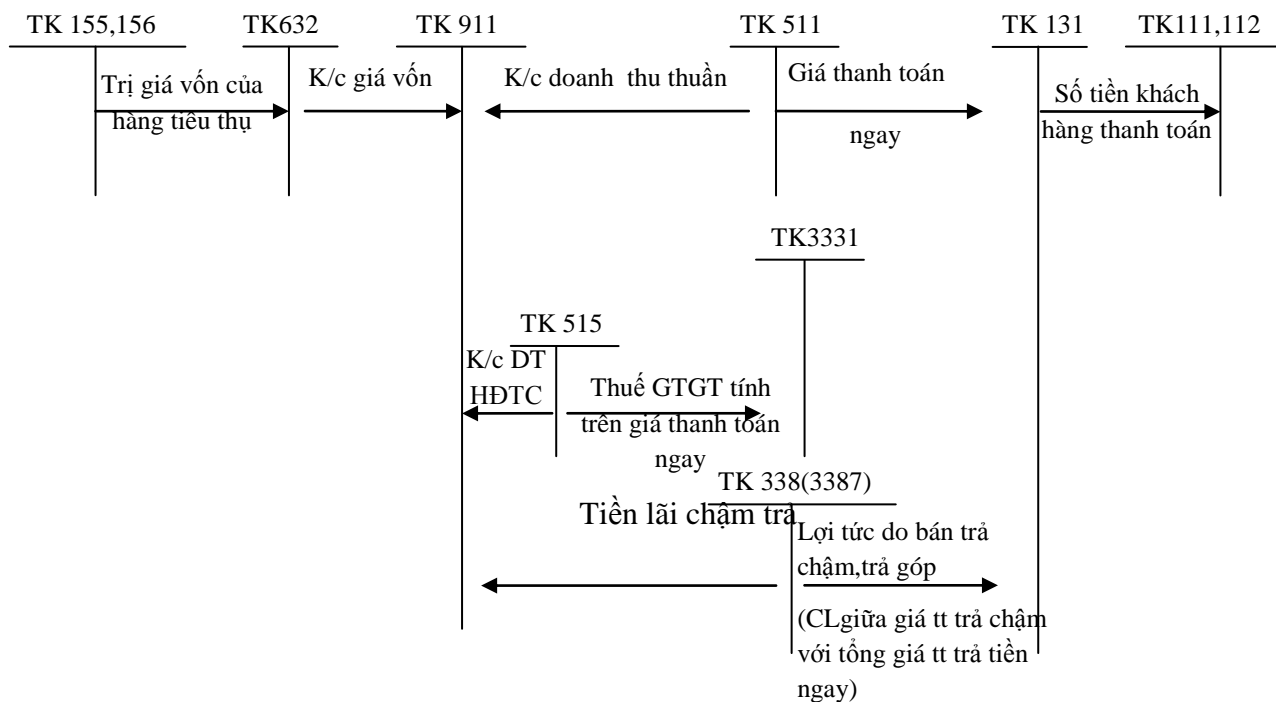 TK 155,156
TK632
TK 911
TK 511
TK 131
TK111,112
Trị giá vốn của
hàng tiêu thụ
K/c giá vốn
K/c doanh thu thuần
Giá thanh toán
ngay
Số tiền khách
hàng thanh toán
TK3331
TK 515
K/c DT
HĐTC
Thuế GTGT tính
trên giá thanh toán
ngay
TK 338(3387)
Tiền lãi chậm trả
Lợi tức do bán trả
chậm,trả góp
(CLgiữa giá tt trả chậm
với tổng giá tt trả tiền
ngay)